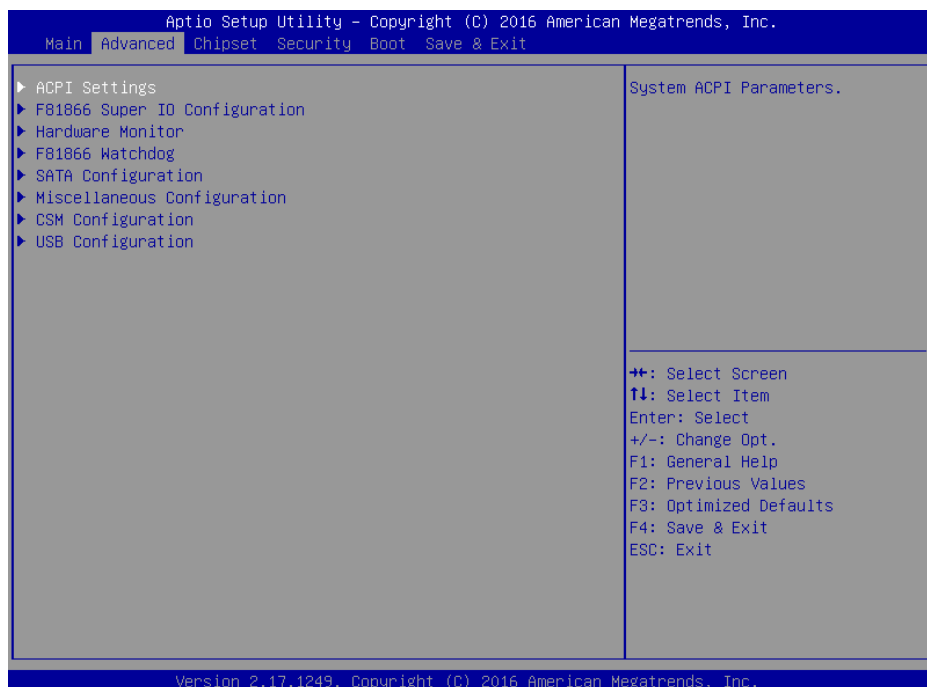 Aptio Setup Utility – Copyright (C) 2016 American Megatrends, Inc.
Main Advanced Chipset Security Boot Save & Exit
ACPI Settings
F81866 Super IO Configuration
Hardware Monitor
F81866 Watchdog
SATA Configuration
Miscellaneous Configuration
CSM Configuration
USB Configuration
System ACPI Parameters.
→←: Select Screen
↑↓: Select Item
Enter: Select
+/-: Change Opt.
F1: General Help
F2: Previous Values
F3: Optimized Defaults
F4: Save & Exit
ESC: Exit
Version 2.17.1249. Copyright (C) 2016 American Megatrends, Inc.